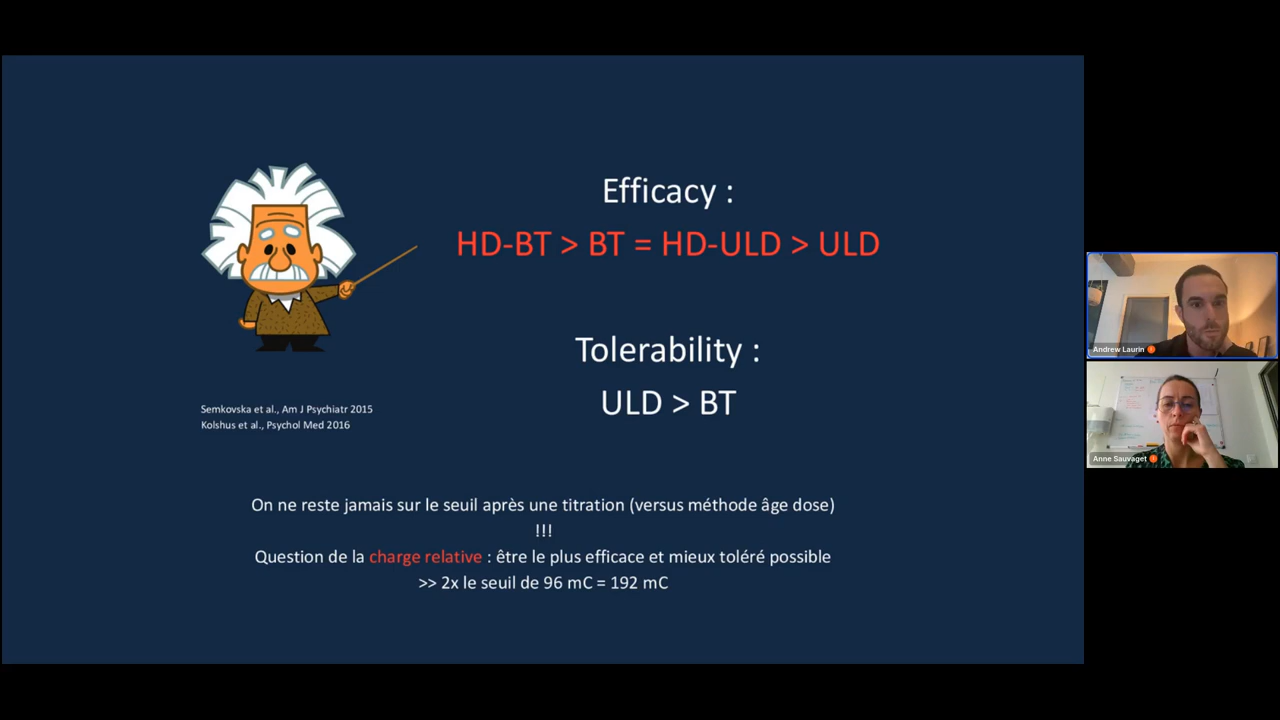 Efficacy :
HD-BT > BT = HD-ULD > ULD
Tolerability :
ULD > BT
Semkovska et al., Am J Psychiatr 2015
Kolshus et al., Psychol Med 2016
On ne reste jamais sur le seuil après une titration (versus méthode âge dose)
!!!
Question de la charge relative : être le plus efficace et mieux toléré possible
>> 2x le seuil de 96 mC = 192 mC
Andrew Laurin
Anne Sauvaget